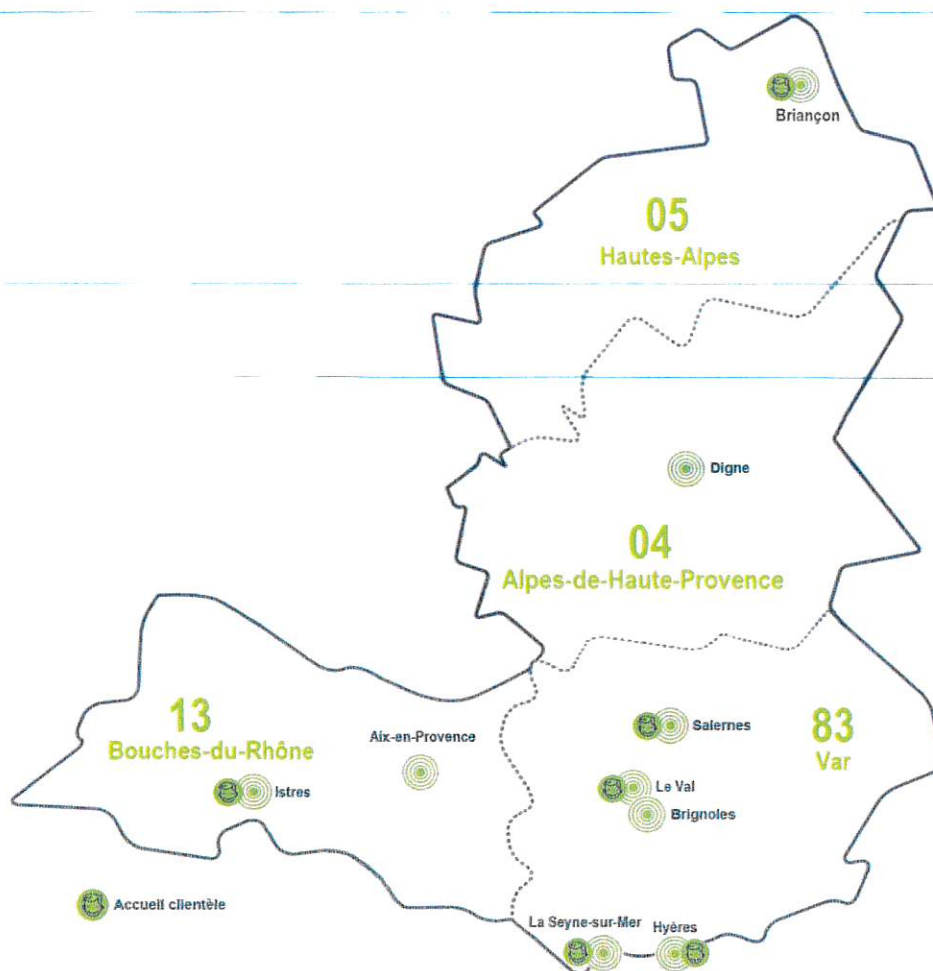 Briançon
05
Hautes-Alpes
Digne
04
Alpes-de-Haute-Provence
13
Bouches-du-Rhône
Aix-en-Provence
Istres
Salernes
83
Var
Le Val
Brignoles
Accueil clientèle
La Seyne-sur-Mer
Hyères